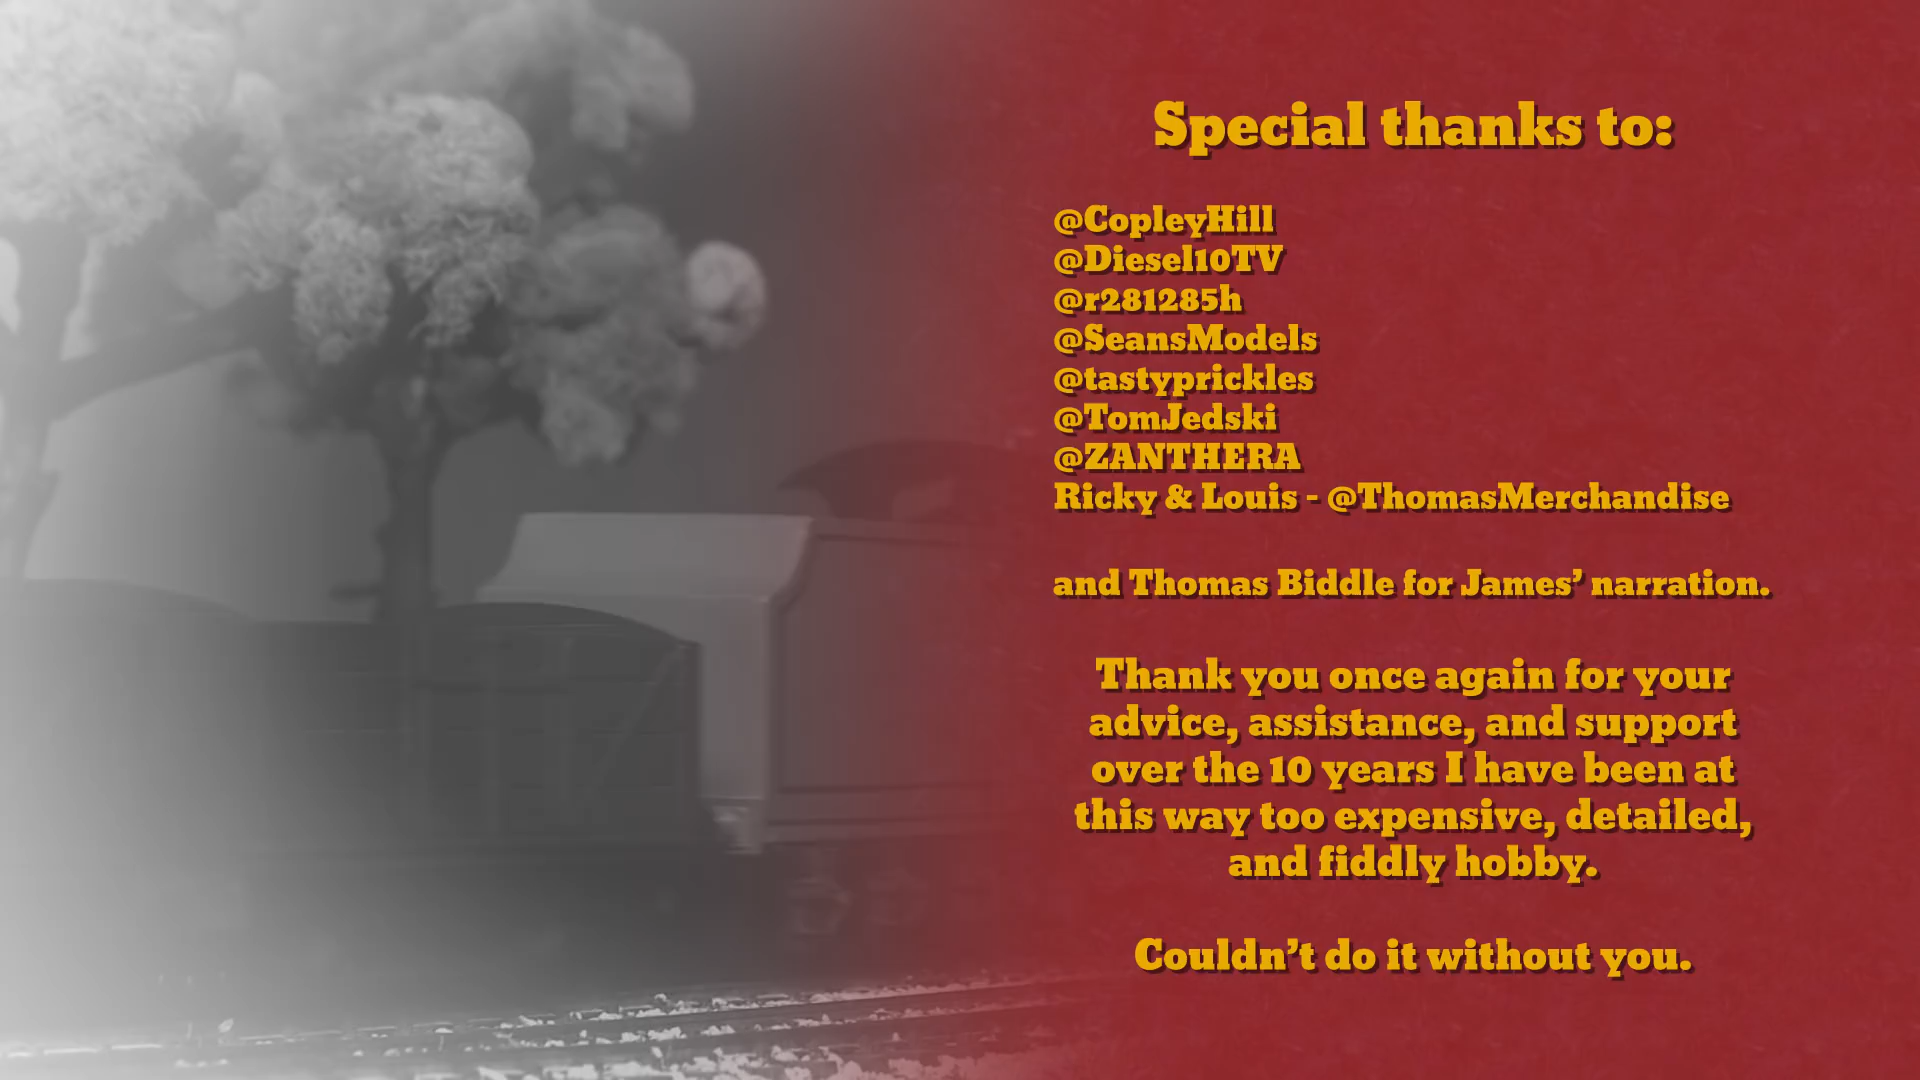 Special thanks to:
@CopleyHill
@Diesel10TV
@r281285h
@SeansModels
@tastyprickles
@TomJedski
@ZANTHERA
Ricky & Louis - @ThomasMerchandise
and Thomas Biddle for James’ narration.
Thank you once again for your
advice, assistance, and support
over the 10 years I have been at
this way too expensive, detailed,
and fiddly hobby.
Couldn’t do it without you.